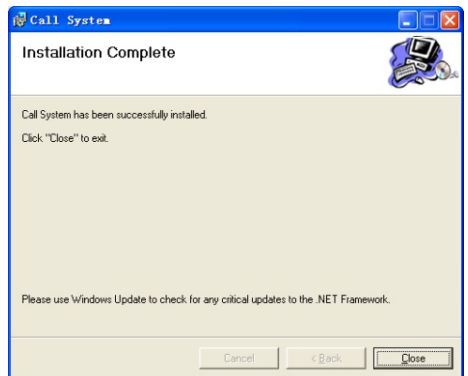 Call System
Installation Complete
Call System has been successfully installed.
Click "Close" to exit.
Please use Windows Update to check for any critical updates to the .NET Framework.
Cancel
< Back
Close